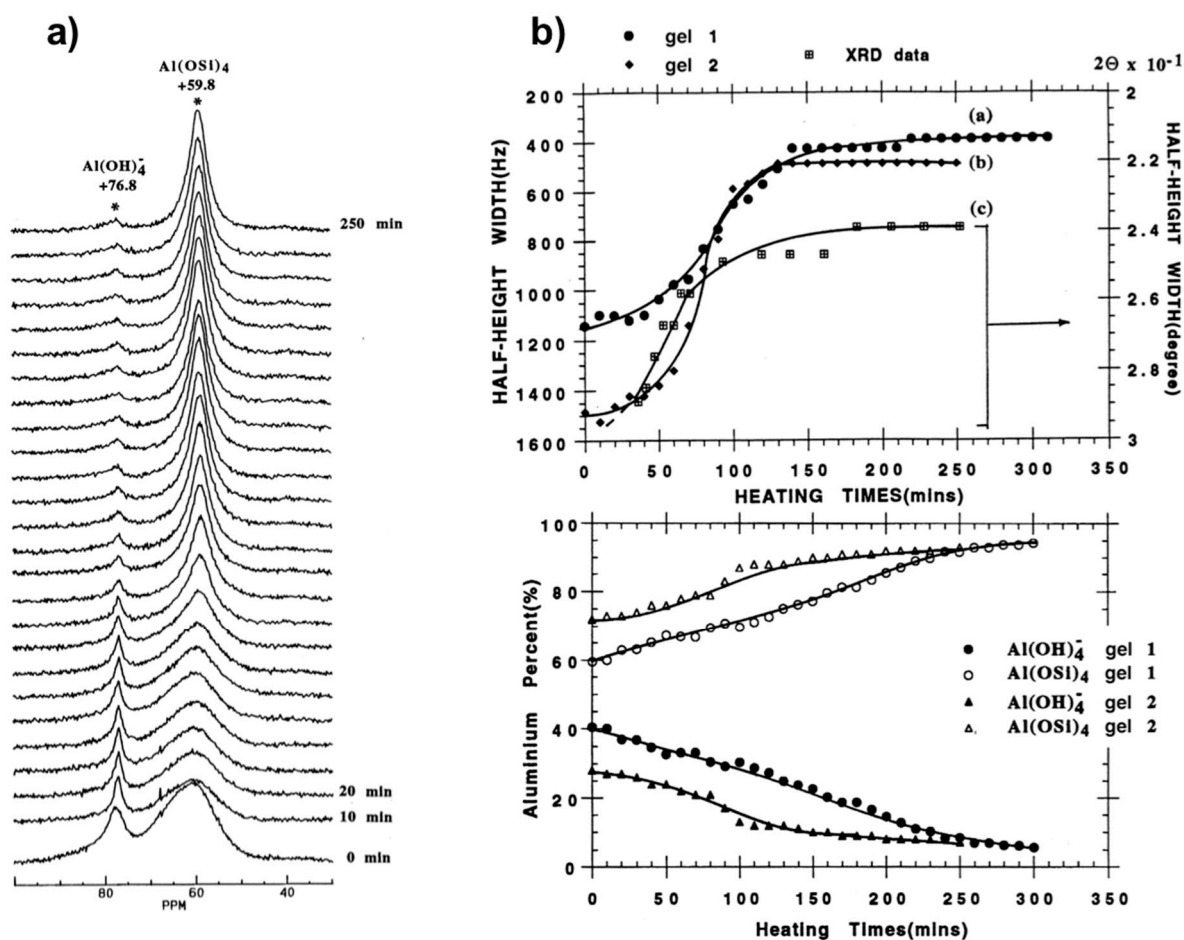 a)
Al(OSi)4
+59.8
*
Al(OH)4-
+76.8
*
250 min
20 min
10 min
0 min
80 60 40
PPM
b)
● gel 1
◆ gel 2
⊞ XRD data
2Θ x 10-1
HALF-HEIGHT WIDTH(Hz)
200
400
600
800
1000
1200
1400
1600
(a)
(b)
(c)
2
2.2
2.4
2.6
2.8
3
HALF-HEIGHT WIDTH(degree)
0 50 100 150 200 250 300 350
HEATING TIMES(mins)
Aluminium Percent(%)
100
80
60
40
20
0
● Al(OH)4- gel 1
○ Al(OSi)4 gel 1
▲ Al(OH)4- gel 2
△ Al(OSi)4 gel 2
0 50 100 150 200 250 300 350
Heating Times(mins)